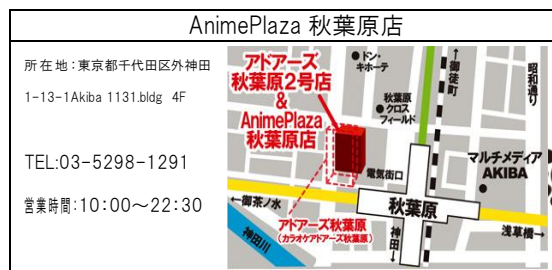 AnimePlaza 秋葉原店
所在地:東京都千代田区外神田
1-13-1Akiba 1131.bldg 4F
TEL:03-5298-1291
営業時間:10:00～22:30
アドアーズ
秋葉原2号店
&
AnimePlaza
秋葉原店
ドン・
キホーテ
←御徒町
昭和通り
秋葉原
クロス
フィールド
電気街口
マルチメディア
AKIBA
←御茶ノ水
秋葉原
アドアーズ秋葉原
(カラオケアドアーズ秋葉原)
神田→
浅草橋→
神田川